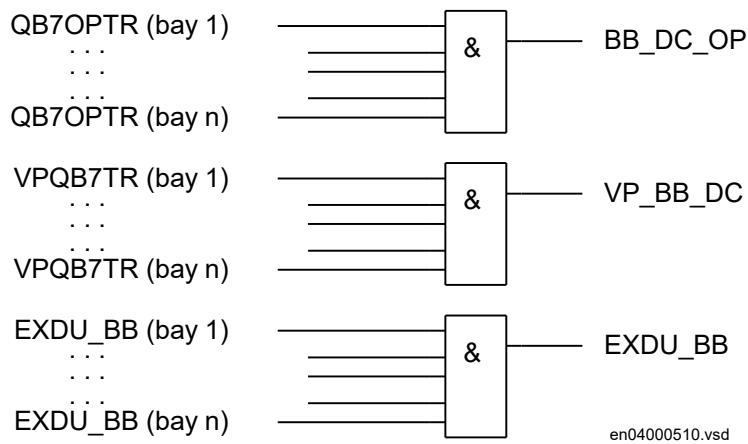 QB7OPTR (bay 1)
. . .
. . .
. . .
QB7OPTR (bay n)
&
BB_DC_OP
VPQB7TR (bay 1)
. . .
. . .
. . .
VPQB7TR (bay n)
&
VP_BB_DC
EXDU_BB (bay 1)
. . .
. . .
. . .
EXDU_BB (bay n)
&
EXDU_BB
en04000510.vsd